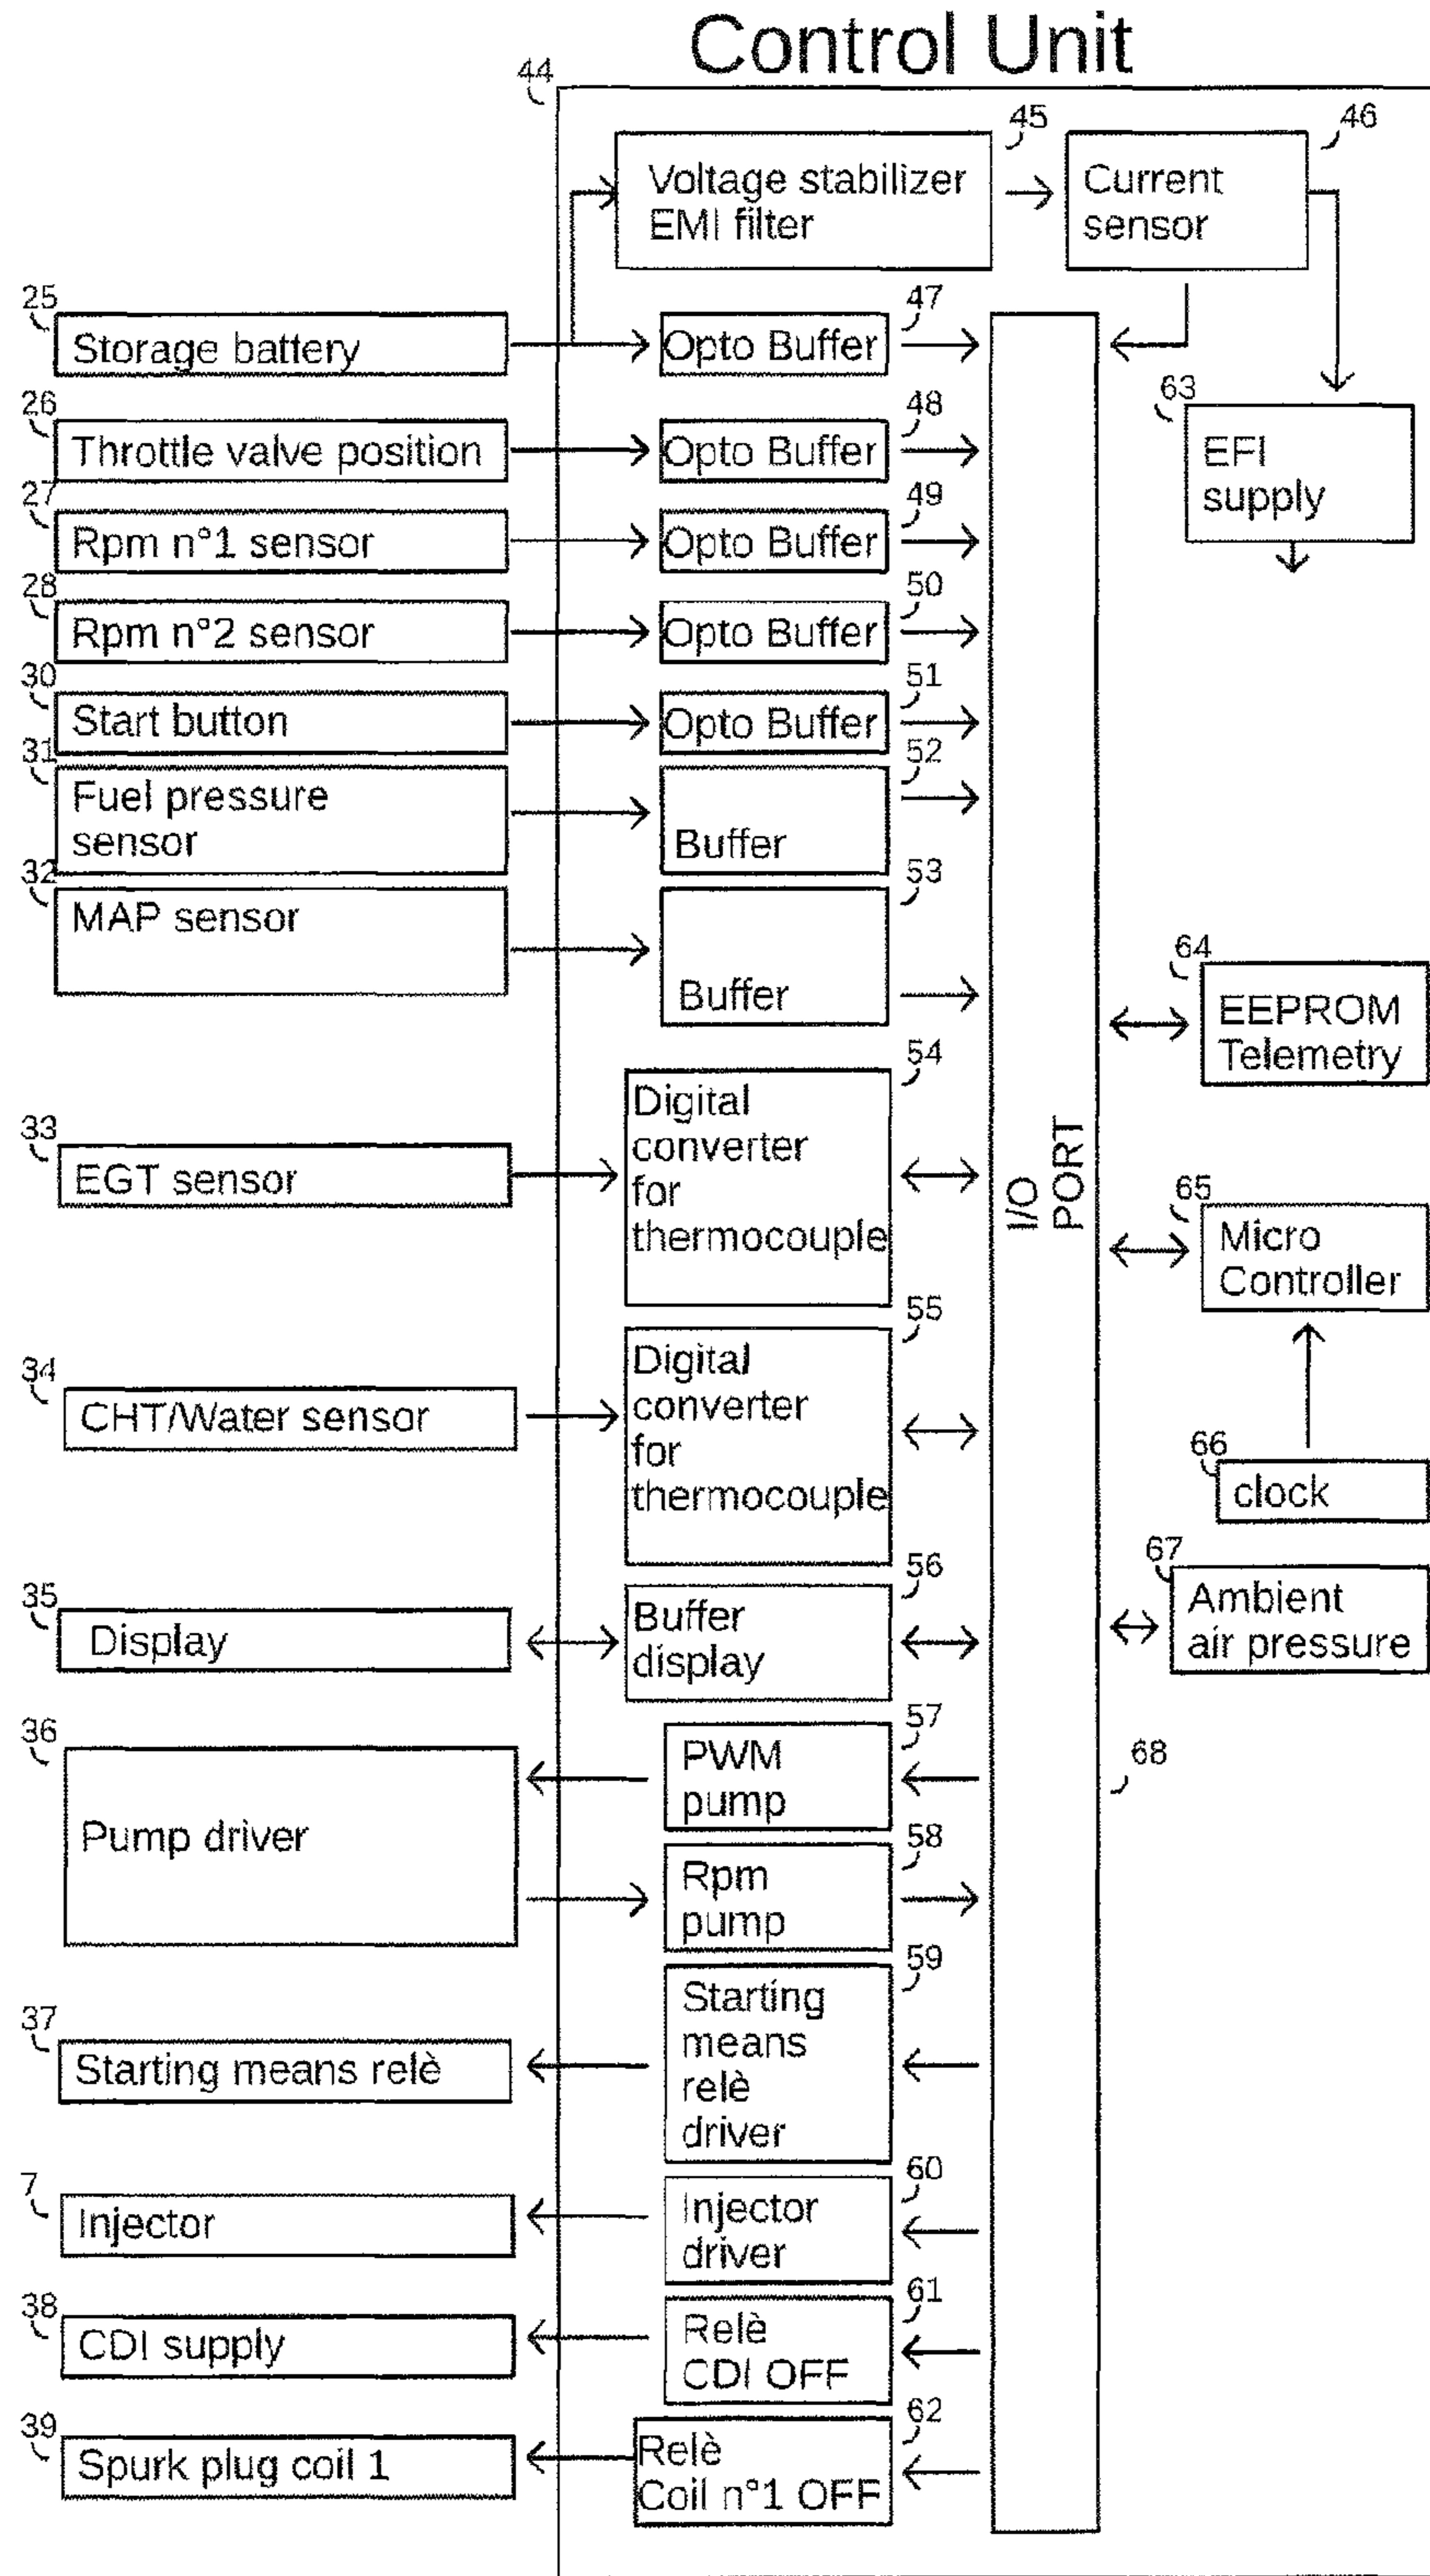 Control Unit
44
45
46
Voltage stabilizer
EMI filter
Current
sensor
25
Storage battery
47
Opto Buffer
63
EFI
supply
26
Throttle valve position
48
Opto Buffer
27
Rpm n°1 sensor
49
Opto Buffer
28
Rpm n°2 sensor
50
Opto Buffer
30
Start button
51
Opto Buffer
31
Fuel pressure
sensor
52
Buffer
32
MAP sensor
53
Buffer
64
EEPROM
Telemetry
33
EGT sensor
54
Digital
converter
for
thermocouple
I/O
PORT
65
Micro
Controller
34
CHT/Water sensor
55
Digital
converter
for
thermocouple
66
clock
67
Ambient
air pressure
35
Display
56
Buffer
display
36
Pump driver
57
PWM
pump
68
58
Rpm
pump
37
Starting means relè
59
Starting
means
relè
driver
7
Injector
60
Injector
driver
38
CDI supply
61
Relè
CDI OFF
39
Spurk plug coil 1
62
Relè
Coil n°1 OFF